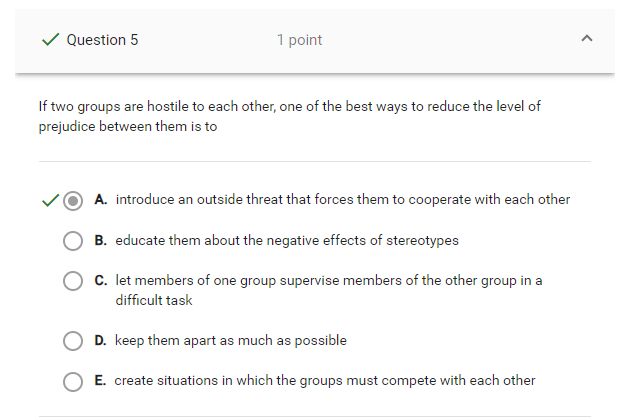 Question 5 1 point
If two groups are hostile to each other, one of the best ways to reduce the level of
prejudice between them is to
A. introduce an outside threat that forces them to cooperate with each other
B. educate them about the negative effects of stereotypes
C. let members of one group supervise members of the other group in a
difficult task
D. keep them apart as much as possible
E. create situations in which the groups must compete with each other